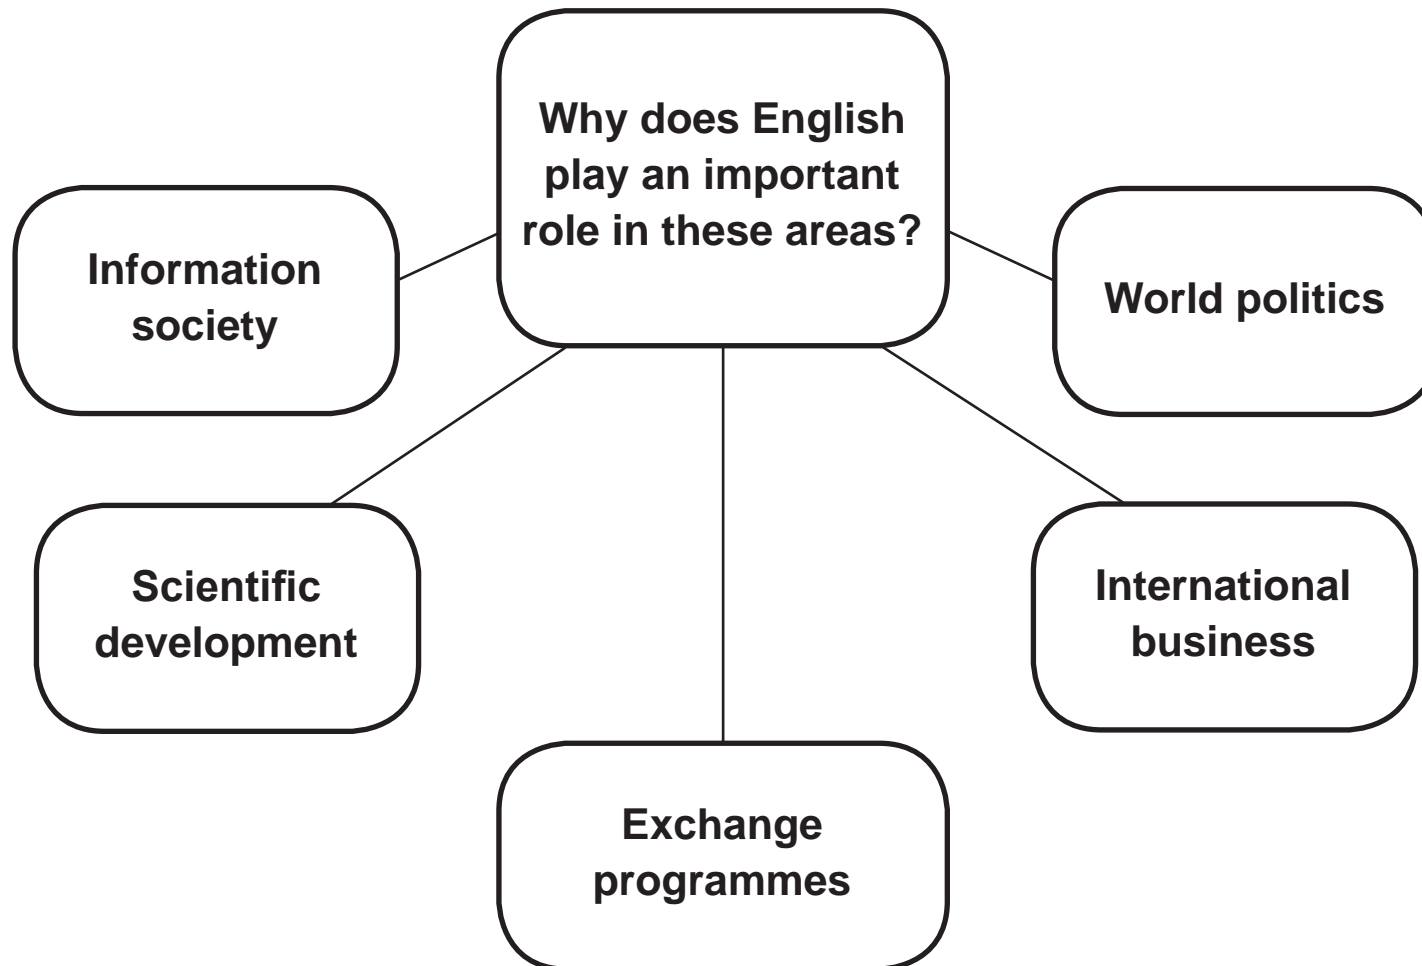 Why does English
play an important
role in these areas?
Information
society
World politics
Scientific
development
International
business
Exchange
programmes